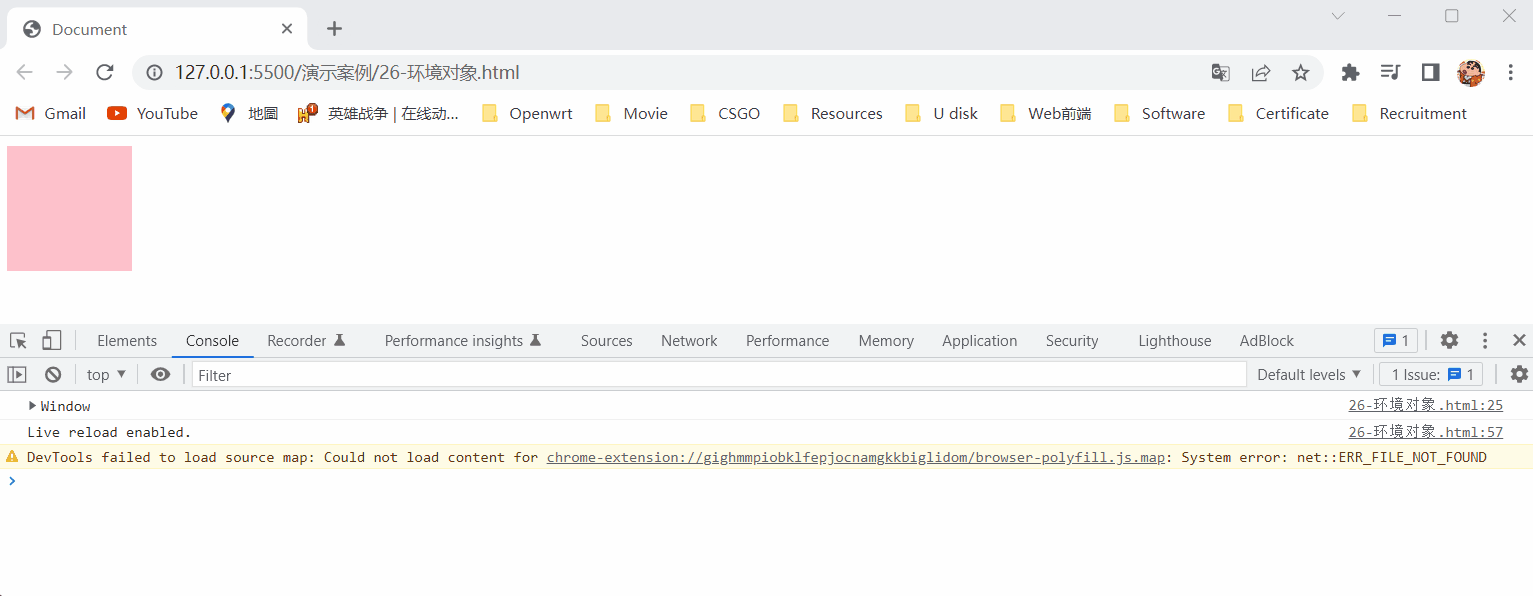 Document
127.0.0.1:5500/演示案例/26-环境对象.html
Gmail YouTube 地圖 英雄战争 | 在线动... Openwrt Movie CSGO Resources U disk Web前端 Software Certificate Recruitment
Elements Console Recorder Performance insights Sources Network Performance Memory Application Security Lighthouse AdBlock 1
top Filter Default levels 1 Issue: 1
Window 26-环境对象.html:25
Live reload enabled. 26-环境对象.html:57
DevTools failed to load source map: Could not load content for chrome-extension://gighmmpiobklfepjocnamgkkbiglidom/browser-polyfill.js.map: System error: net::ERR_FILE_NOT_FOUND